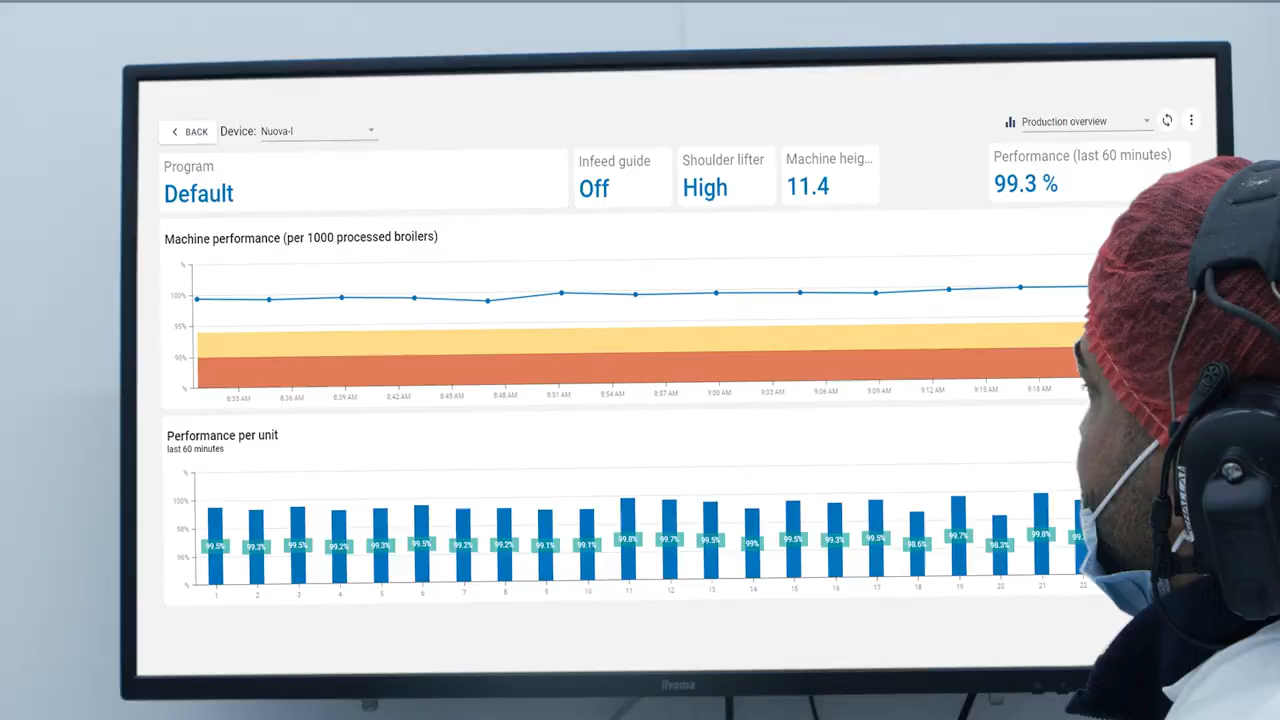 BACK Device: Nuova-I Production overview
Program Infeed guide Shoulder lifter Machine heig... Performance (last 60 minutes)
Default Off High 11.4 99.3 %
Machine performance (per 1000 processed broilers)
%
100%
95%
90%
%
8:33 AM 8:36 AM 8:39 AM 8:42 AM 8:45 AM 8:48 AM 8:51 AM 8:54 AM 8:57 AM 9:00 AM 9:03 AM 9:06 AM 9:09 AM 9:12 AM 9:15 AM 9:18 AM
Performance per unit
last 60 minutes
%
100%
98%
96%
%
99.5% 99.3% 99.5% 99.2% 99.3% 99.5% 99.2% 99.2% 99.1% 99.1% 99.8% 99.7% 99.5% 99% 99.5% 99.3% 99.5% 98.6% 99.7% 98.3% 99.8%
1 2 3 4 5 6 7 8 9 10 11 12 13 14 15 16 17 18 19 20 21 22
iiyama